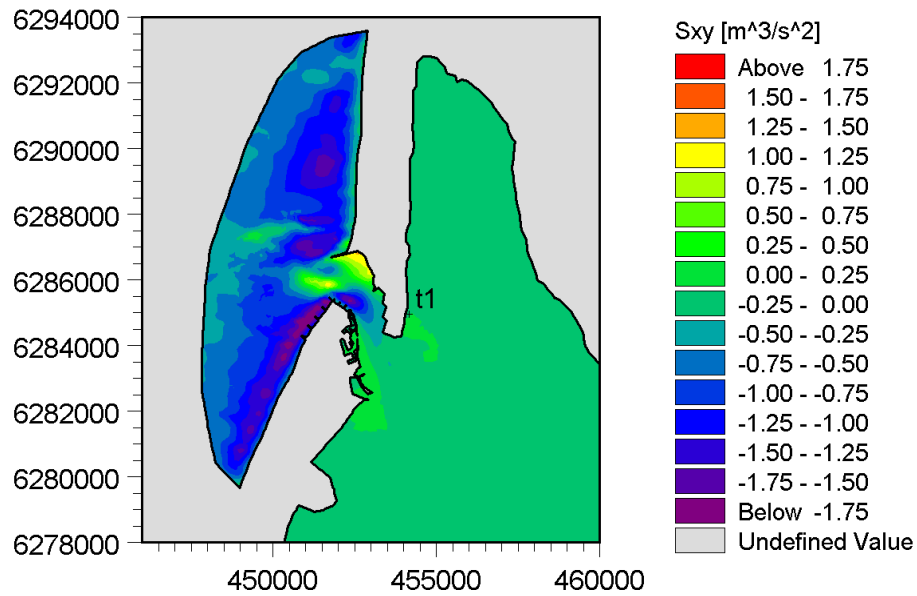 6294000
6292000
6290000
6288000
6286000
6284000
6282000
6280000
6278000
450000 455000 460000
t1
Sxy [m^3/s^2]
Above 1.75
1.50 - 1.75
1.25 - 1.50
1.00 - 1.25
0.75 - 1.00
0.50 - 0.75
0.25 - 0.50
0.00 - 0.25
-0.25 - 0.00
-0.50 - -0.25
-0.75 - -0.50
-1.00 - -0.75
-1.25 - -1.00
-1.50 - -1.25
-1.75 - -1.50
Below -1.75
Undefined Value